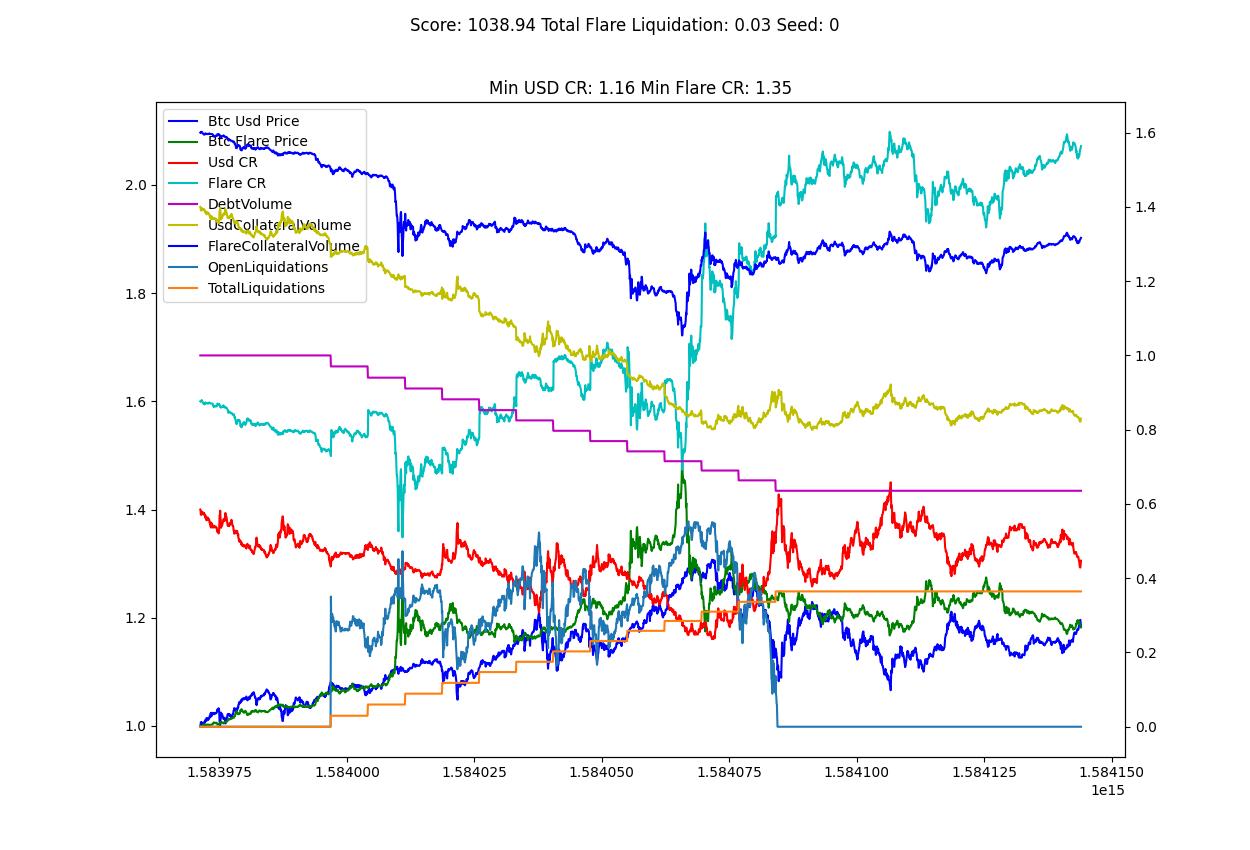 Score: 1038.94 Total Flare Liquidation: 0.03 Seed: 0
Min USD CR: 1.16 Min Flare CR: 1.35
Btc Usd Price
Btc Flare Price
Usd CR
Flare CR
DebtVolume
UsdCollateralVolume
FlareCollateralVolume
OpenLiquidations
TotalLiquidations
2.0
1.8
1.6
1.4
1.2
1.0
1.6
1.4
1.2
1.0
0.8
0.6
0.4
0.2
0.0
1.583975 1.584000 1.584025 1.584050 1.584075 1.584100 1.584125 1.584150
1e15